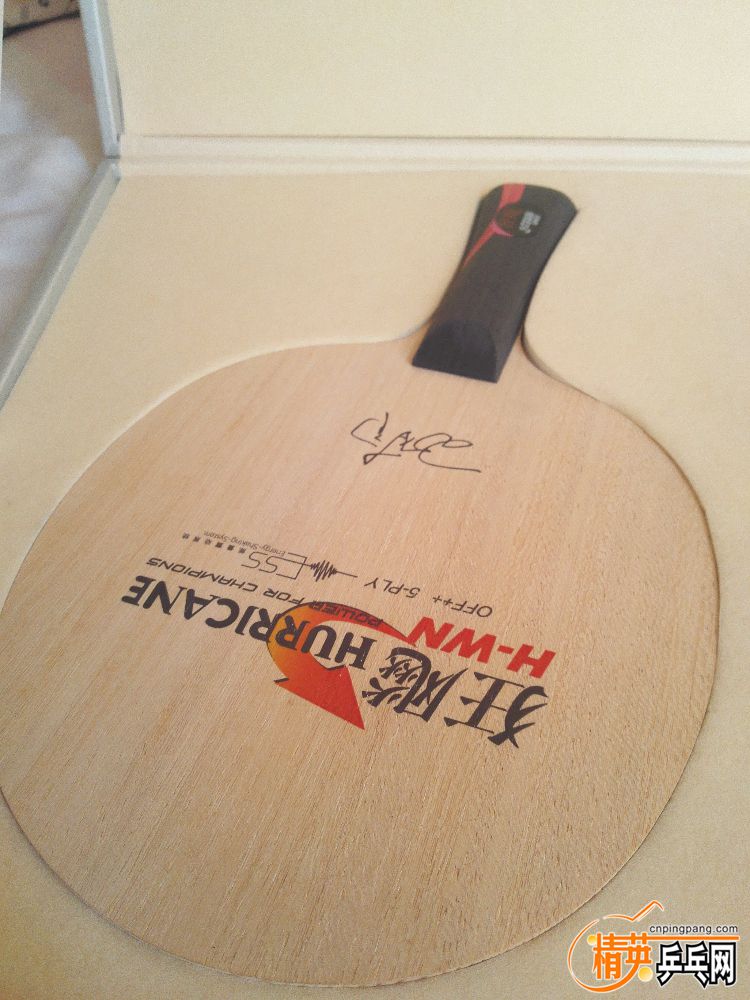 狂飚 HURRICANE
H-WN
POWER FOR CHAMPIONS
OFF++ 5-PLY
ESS
Energy-Shaking-System
cnpingpang.com
精英乒乓网